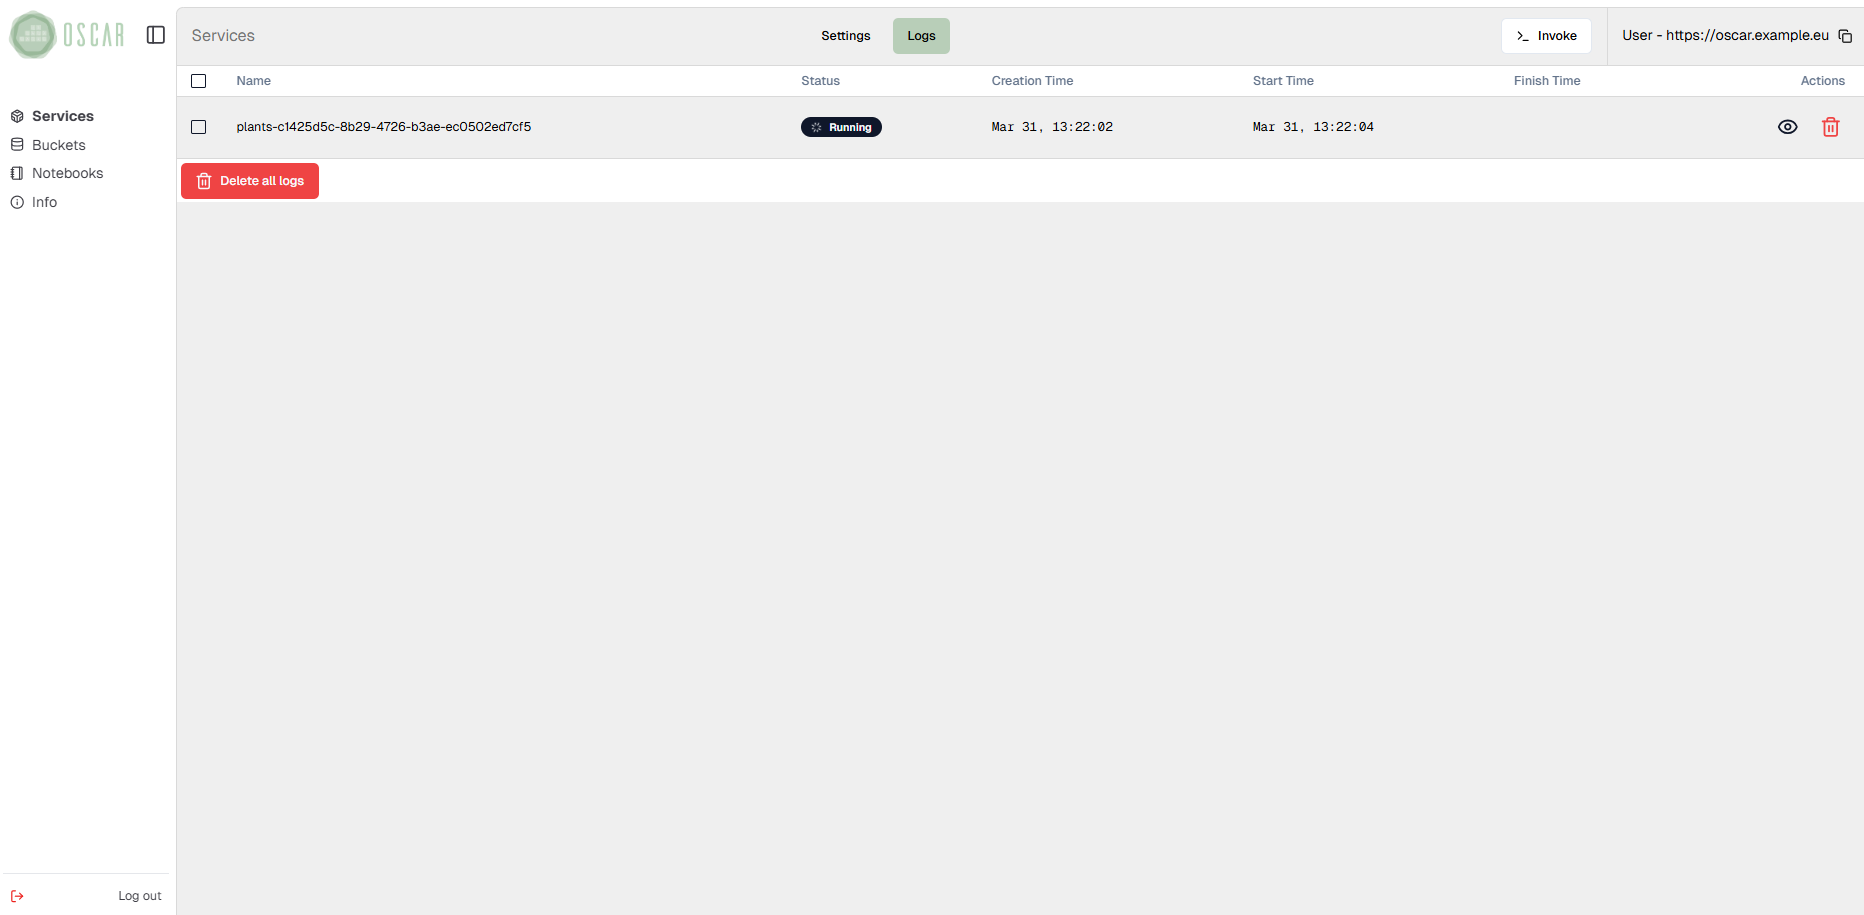 OSCAR
Services
Buckets
Notebooks
Info
Log out
Services
Settings
Logs
Invoke
User - https://oscar.example.eu
Name Status Creation Time Start Time Finish Time Actions
plants-c1425d5c-8b29-4726-b3ae-ec0502ed7cf5 Running Mar 31, 13:22:02 Mar 31, 13:22:04
Delete all logs